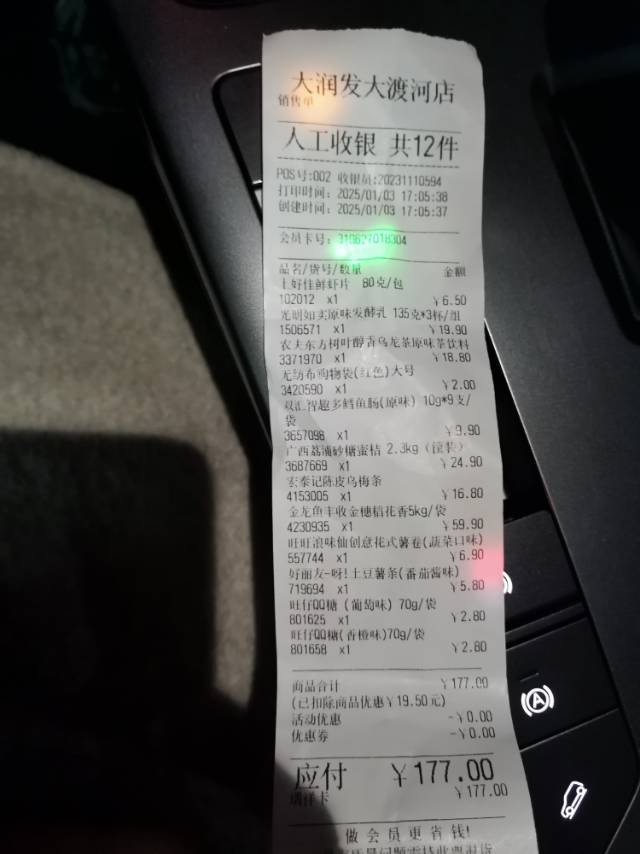 大润发大渡河店
销售单
人工收银 共12件
POS号:002 收银员:20231110594
打印时间: 2025/01/03 17:05:38
创建时间: 2025/01/03 17:05:37
会员卡号: 310627018304
品名/货号/数量 金额
上好佳鲜虾片 80克/包
102012 x1 ￥6.50
光明如实原味发酵乳 135克*3杯/组
1506571 x1 ￥19.90
农夫东方树叶醇香乌龙茶原味茶饮料
3371970 x1 ￥18.80
无纺布购物袋(红色)大号
3420590 x1 ￥2.00
双汇智趣多鳕鱼肠(原味) 10g*9支/
袋
3657098 x1 ￥9.90
广西荔浦砂糖蜜桔 2.3kg (筐装)
3687669 x1 ￥24.90
宏泰记陈皮乌梅条
4153005 x1 ￥16.80
金龙鱼丰收金穗稻花香5kg/袋
4230935 x1 ￥59.90
旺旺浪味仙创意花式薯卷(蔬菜口味)
557744 x1 ￥6.90
好丽友-呀!土豆薯条(番茄酱味)
719694 x1 ￥5.80
旺仔QQ糖 (葡萄味) 70g/袋
801625 x1 ￥2.80
旺仔QQ糖(香橙味)70g/袋
801658 x1 ￥2.80
商品合计 ￥177.00
(已扣除商品优惠￥19.50元)
活动优惠 -￥0.00
优惠券 -￥0.00
应付 ￥177.00
￥177.00
做会员更省钱!